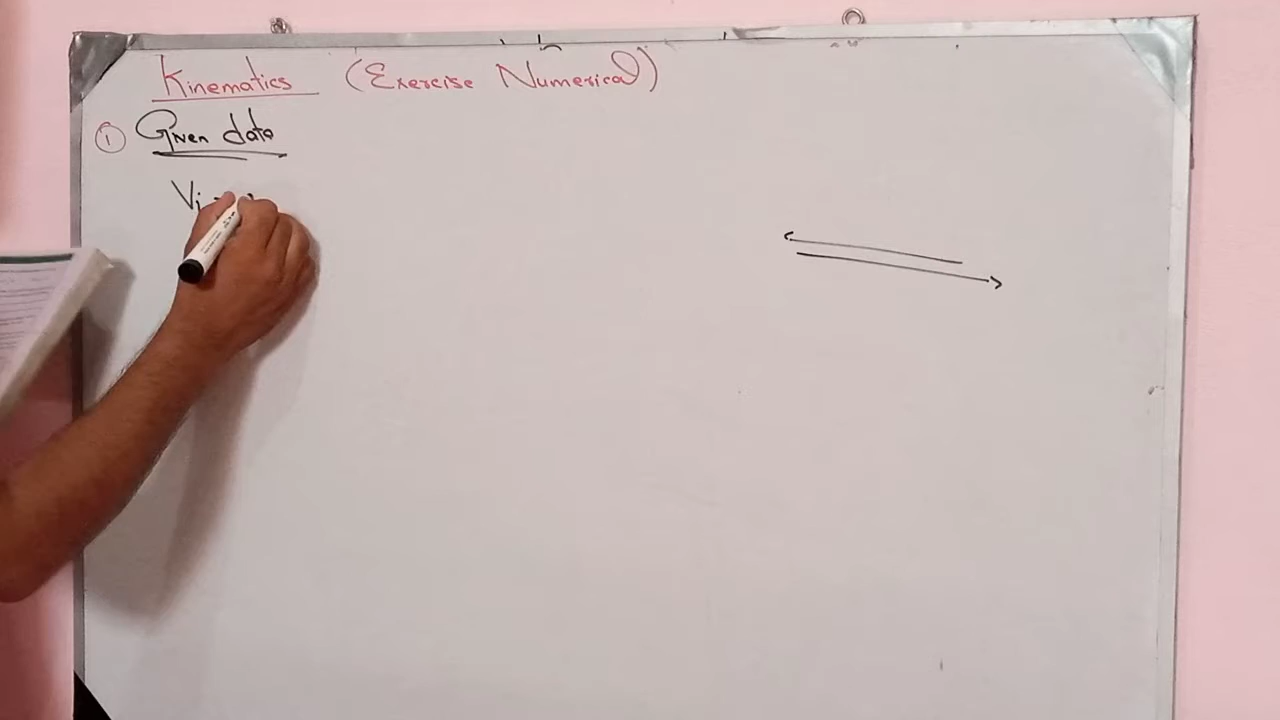 Kinematics (Exercise Numerical)
① Given data
Vi =